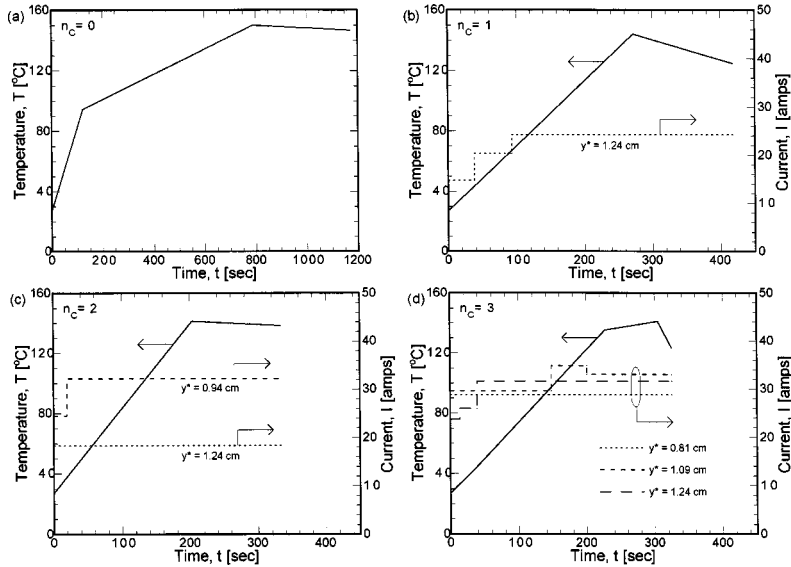 (a)
n_C = 0
160
120
80
40
0
Temperature, T [°C]
0 200 400 600 800 1000 1200
Time, t [sec]
(b)
n_C = 1
160
120
80
40
0
Temperature, T [°C]
50
40
30
20
10
0
Current, I [amps]
y* = 1.24 cm
0 100 200 300 400
Time, t [sec]
(c)
n_C = 2
160
120
80
40
0
Temperature, T [°C]
50
40
30
20
10
0
Current, I [amps]
y* = 0.94 cm
y* = 1.24 cm
0 100 200 300 400
Time, t [sec]
(d)
n_C = 3
160
120
80
40
0
Temperature, T [°C]
50
40
30
20
10
0
Current, I [amps]
y* = 0.81 cm
y* = 1.09 cm
y* = 1.24 cm
0 100 200 300 400
Time, t [sec]